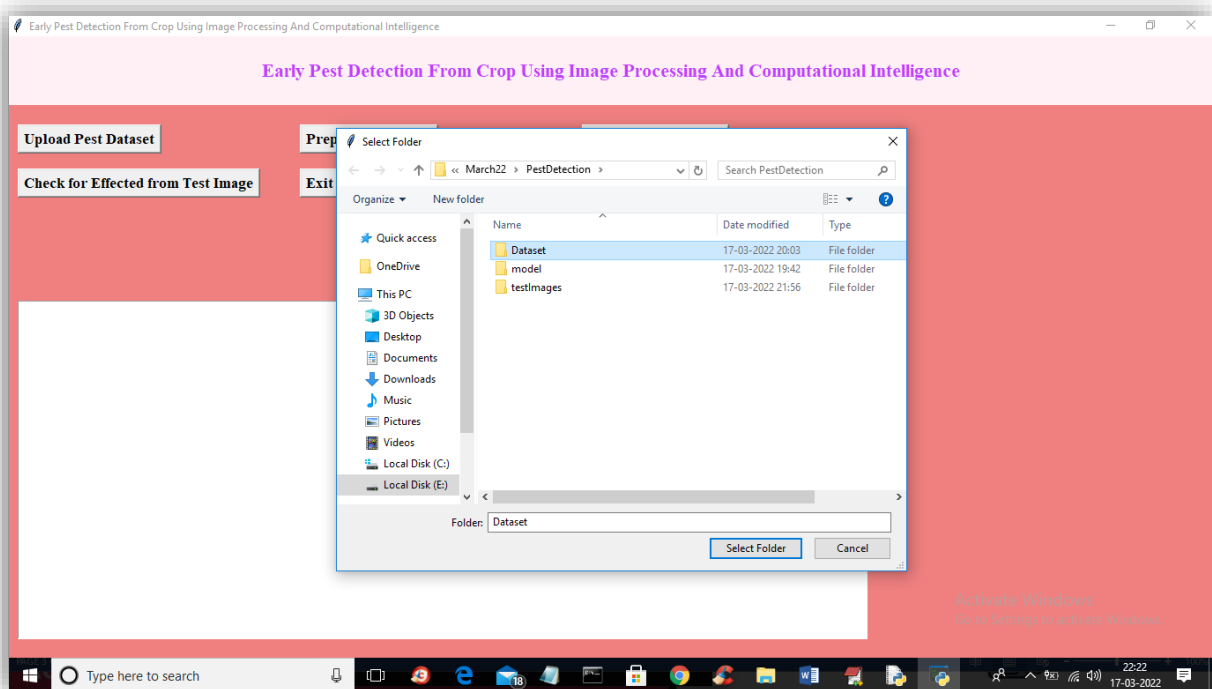 Early Pest Detection From Crop Using Image Processing And Computational Intelligence
Early Pest Detection From Crop Using Image Processing And Computational Intelligence
Upload Pest Dataset
Prep
Check for Effected from Test Image
Exit
Select Folder
« March22 › PestDetection ›
Search PestDetection
Organize
New folder
Name Date modified Type
Quick access
OneDrive
This PC
3D Objects
Desktop
Documents
Downloads
Music
Pictures
Videos
Local Disk (C:)
Local Disk (E:)
Dataset 17-03-2022 20:03 File folder
model 17-03-2022 19:42 File folder
testImages 17-03-2022 21:56 File folder
Folder: Dataset
Select Folder
Cancel
Activate Windows
Type here to search
18
22:22
17-03-2022